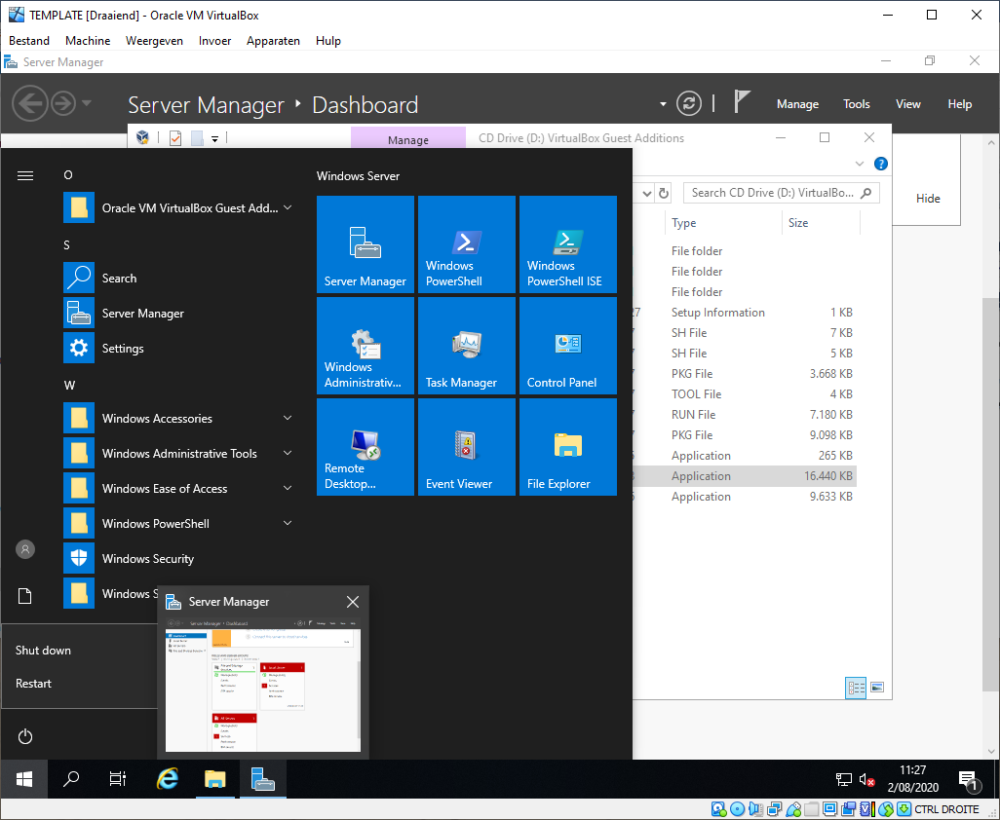 TEMPLATE [Draaiend] - Oracle VM VirtualBox
Bestand Machine Weergeven Invoer Apparaten Hulp
Server Manager
Server Manager Dashboard
Manage Tools View Help
Manage CD Drive (D:) VirtualBox Guest Additions
Search CD Drive (D:) VirtualBo...
Hide
Type Size
File folder
File folder
File folder
27 Setup Information 1 KB
SH File 7 KB
SH File 5 KB
PKG File 3.668 KB
TOOL File 4 KB
RUN File 7.180 KB
PKG File 9.098 KB
Application 265 KB
Application 16.440 KB
Application 9.633 KB
O
Oracle VM VirtualBox Guest Add...
S
Search
Server Manager
Settings
W
Windows Accessories
Windows Administrative Tools
Windows Ease of Access
Windows PowerShell
Windows Security
Windows S
Windows Server
Server Manager
Windows
PowerShell
Windows
PowerShell ISE
Windows
Administrativ...
Task Manager
Control Panel
Remote
Desktop...
Event Viewer
File Explorer
Server Manager
Shut down
Restart
11:27
2/08/2020
1
CTRL DROITE